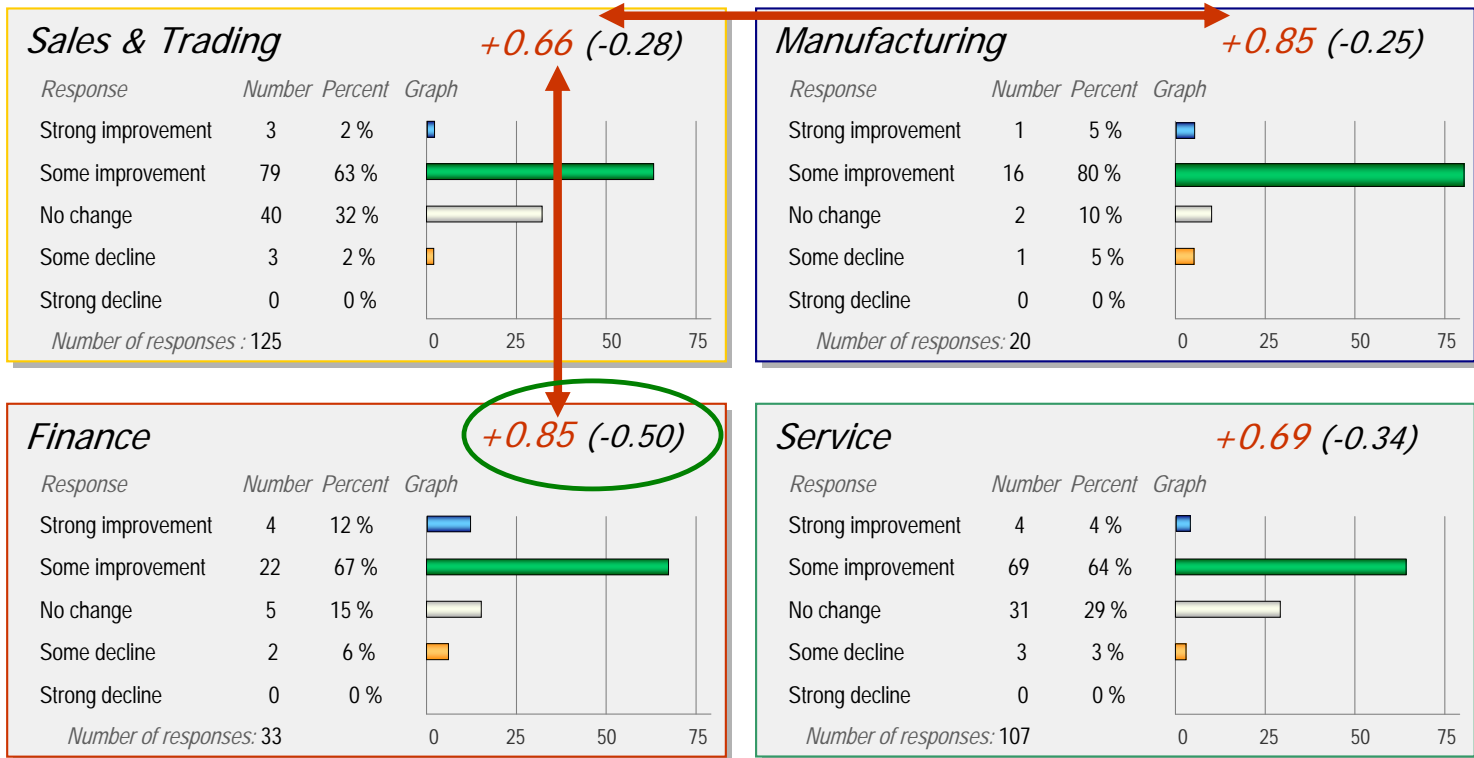 Sales & Trading +0.66 (-0.28)
Response Number Percent Graph
Strong improvement 3 2 %
Some improvement 79 63 %
No change 40 32 %
Some decline 3 2 %
Strong decline 0 0 %
Number of responses : 125 0 25 50 75
Manufacturing +0.85 (-0.25)
Response Number Percent Graph
Strong improvement 1 5 %
Some improvement 16 80 %
No change 2 10 %
Some decline 1 5 %
Strong decline 0 0 %
Number of responses: 20 0 25 50 75
Finance +0.85 (-0.50)
Response Number Percent Graph
Strong improvement 4 12 %
Some improvement 22 67 %
No change 5 15 %
Some decline 2 6 %
Strong decline 0 0 %
Number of responses: 33 0 25 50 75
Service +0.69 (-0.34)
Response Number Percent Graph
Strong improvement 4 4 %
Some improvement 69 64 %
No change 31 29 %
Some decline 3 3 %
Strong decline 0 0 %
Number of responses: 107 0 25 50 75